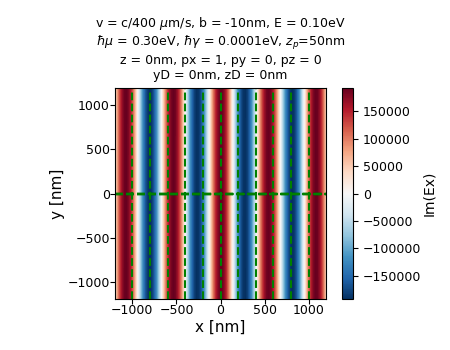 v = c/400 μm/s, b = -10nm, E = 0.10eV
ℏμ = 0.30eV, ℏγ = 0.0001eV, zₚ=50nm
z = 0nm, px = 1, py = 0, pz = 0
yD = 0nm, zD = 0nm
1000
500
0
−500
−1000
y [nm]
−1000 −500 0 500 1000
x [nm]
150000
100000
50000
0
−50000
−100000
−150000
Im(Ex)